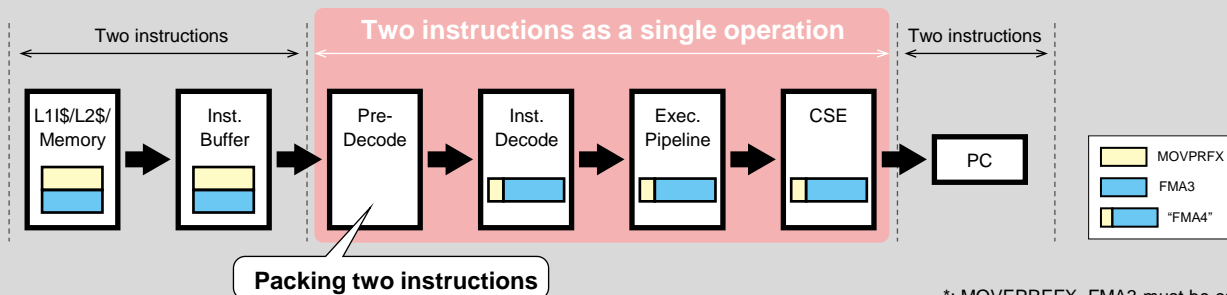 Two instructions
Two instructions as a single operation
Two instructions
L1I$/L2$/
Memory
Inst.
Buffer
Pre-
Decode
Inst.
Decode
Exec.
Pipeline
CSE
PC
MOVPRFX
FMA3
“FMA4”
Packing two instructions